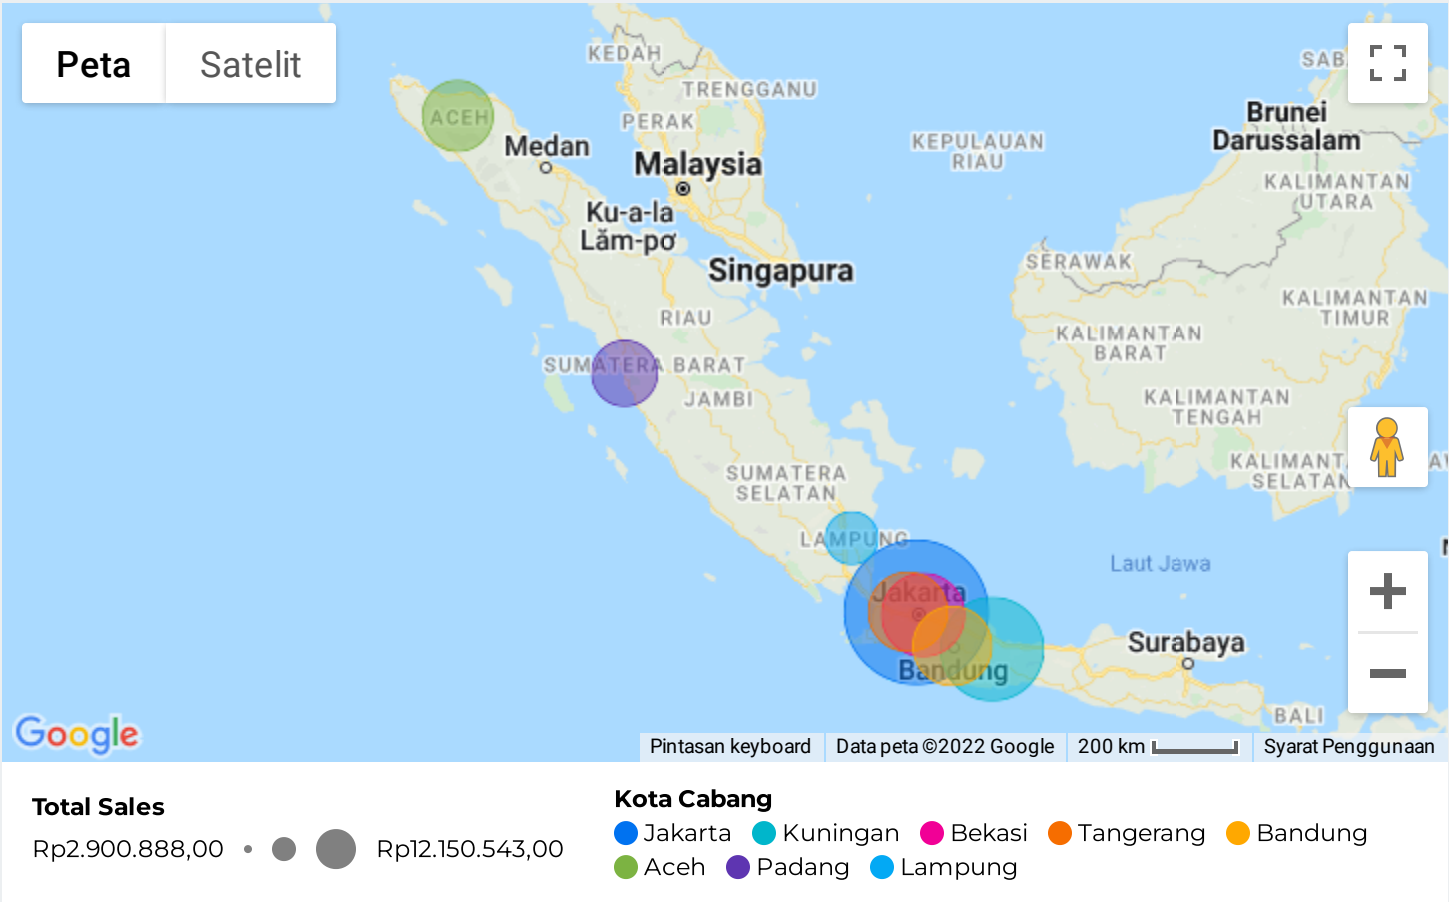 Peta
Satelit
KEDAH
TRENGGANU
SAB
ACEH
Medan
PERAK
Malaysia
KEPULAUAN
RIAU
Brunei
Darussalam
KALIMANTAN
UTARA
Ku-a-la
Lăm-pơ
Singapura
SERAWAK
RIAU
KALIMANTAN
TIMUR
KALIMANTAN
BARAT
SUMATERA BARAT
JAMBI
KALIMANTAN
TENGAH
SUMATERA
SELATAN
KALIMANT
SELATAN
LAMPUNG
Laut Jawa
Jakarta
Surabaya
Bandung
BALI
Google
Pintasan keyboard
Data peta ©2022 Google
200 km
Syarat Penggunaan
Total Sales
Rp2.900.888,00
Rp12.150.543,00
Kota Cabang
Jakarta Kuningan Bekasi Tangerang Bandung
Aceh Padang Lampung